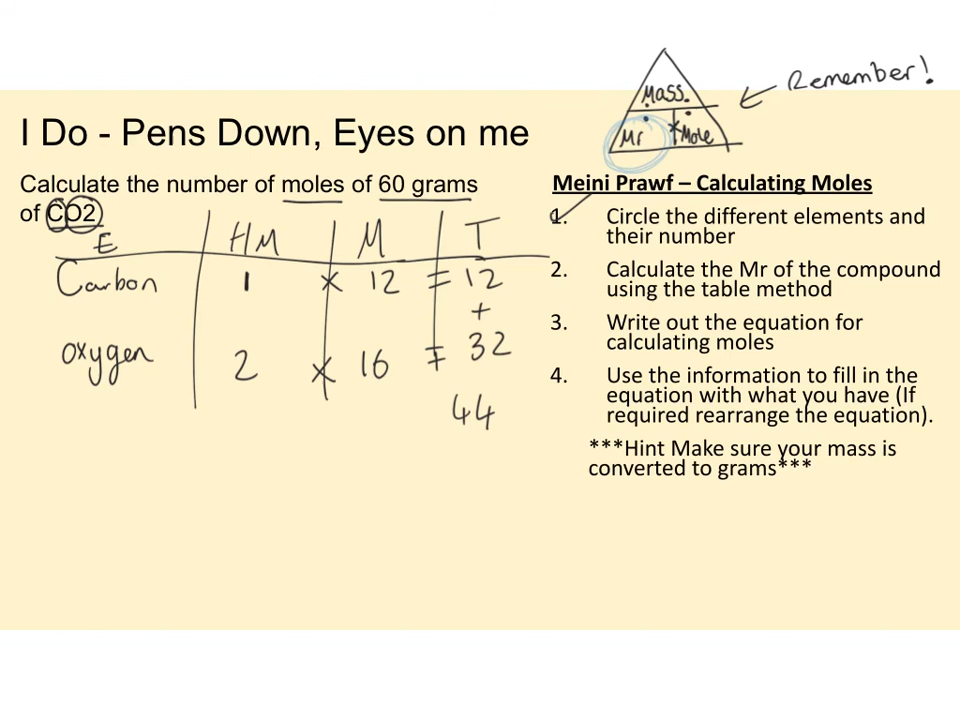 Remember!
Mass
Mr × Mole
I Do - Pens Down, Eyes on me
Calculate the number of moles of 60 grams
of CO2
E HM M T
Carbon 1 × 12 = 12
+
oxygen 2 × 16 = 32
44
Meini Prawf – Calculating Moles
1. Circle the different elements and
their number
2. Calculate the Mr of the compound
using the table method
3. Write out the equation for
calculating moles
4. Use the information to fill in the
equation with what you have (If
required rearrange the equation).
***Hint Make sure your mass is
converted to grams***